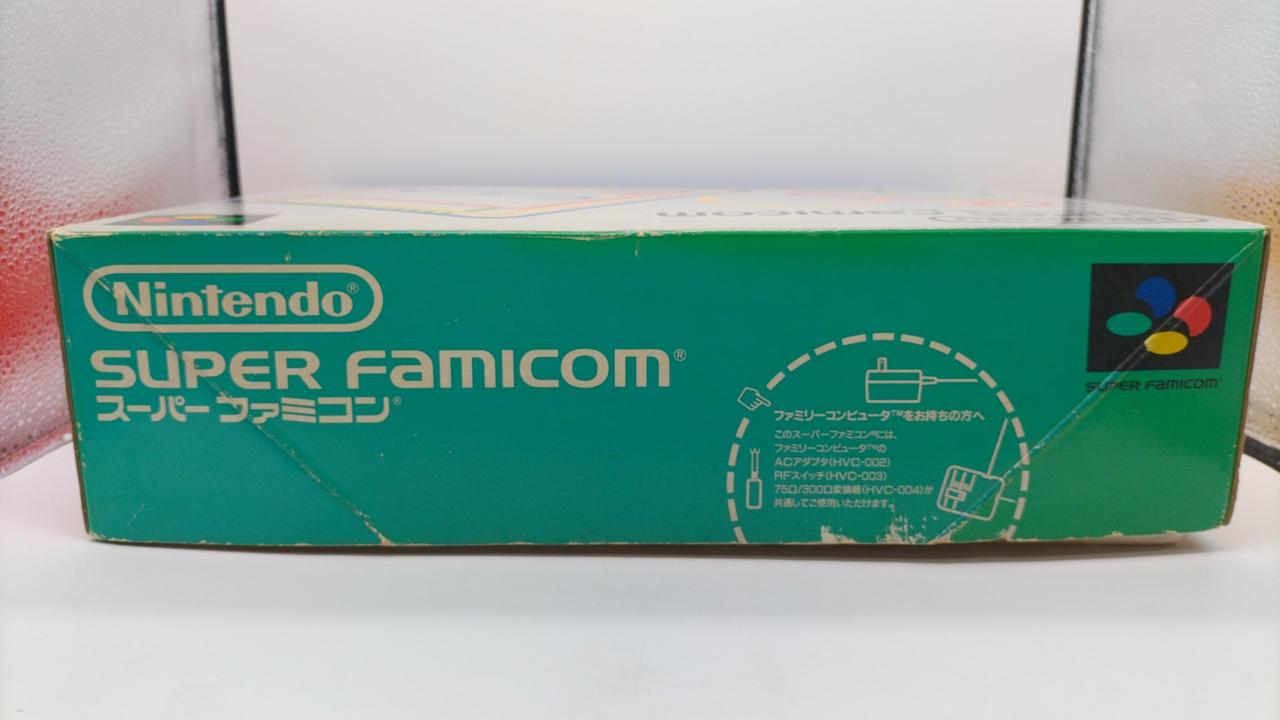 Nintendo®
SUPER FAMICOM®
スーパーファミコン®
SUPER FAMICOM
ファミリーコンピュータ™をお持ちの方へ
このスーパーファミコン®には、
ファミリーコンピュータ™の
ACアダプタ(HVC-002)
RFスイッチ(HVC-003)
75Ω/300Ω変換器(HVC-004)が
共通してご使用いただけます。